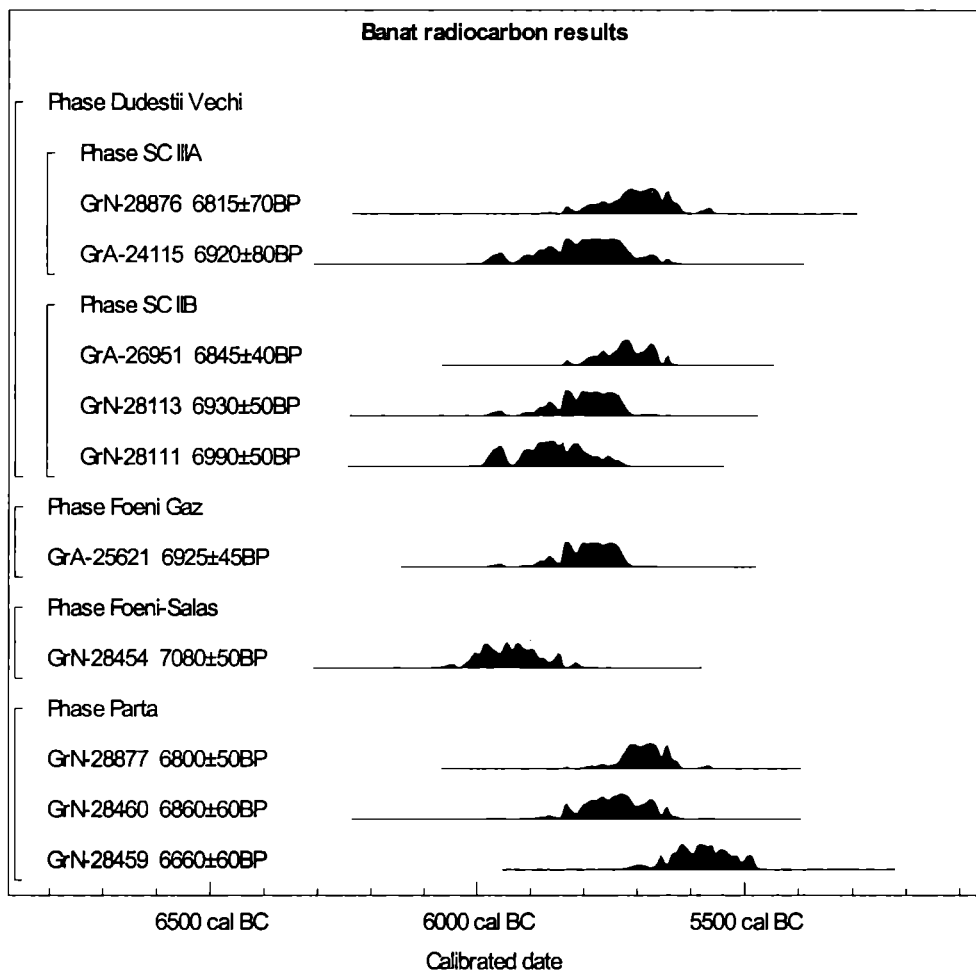 Banat radiocarbon results
Phase Dudestii Vechi
Phase SC IIIA
GrN-28876 6815±70BP
GrA-24115 6920±80BP
Phase SC IIB
GrA-26951 6845±40BP
GrN-28113 6930±50BP
GrN-28111 6990±50BP
Phase Foeni Gaz
GrA-25621 6925±45BP
Phase Foeni-Salas
GrN-28454 7080±50BP
Phase Parta
GrN-28877 6800±50BP
GrN-28460 6860±60BP
GrN-28459 6660±60BP
6500 cal BC 6000 cal BC 5500 cal BC
Calibrated date